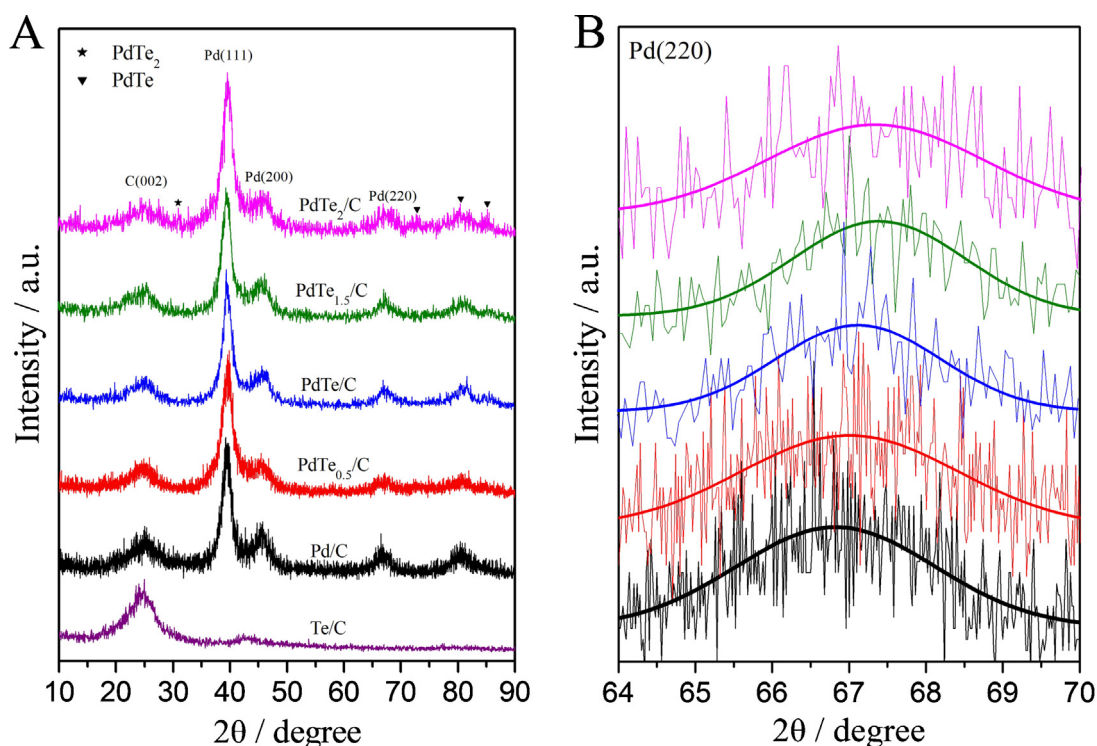 A
★ PdTe₂
▼ PdTe
Pd(111)
C(002)
★
Pd(200)
Pd(220)
▼ ▼ ▼
PdTe₂/C
PdTe₁.₅/C
PdTe/C
PdTe₀.₅/C
Pd/C
Te/C
Intensity / a.u.
10 20 30 40 50 60 70 80 90
2θ / degree
B
Pd(220)
Intensity / a.u.
64 65 66 67 68 69 70
2θ / degree